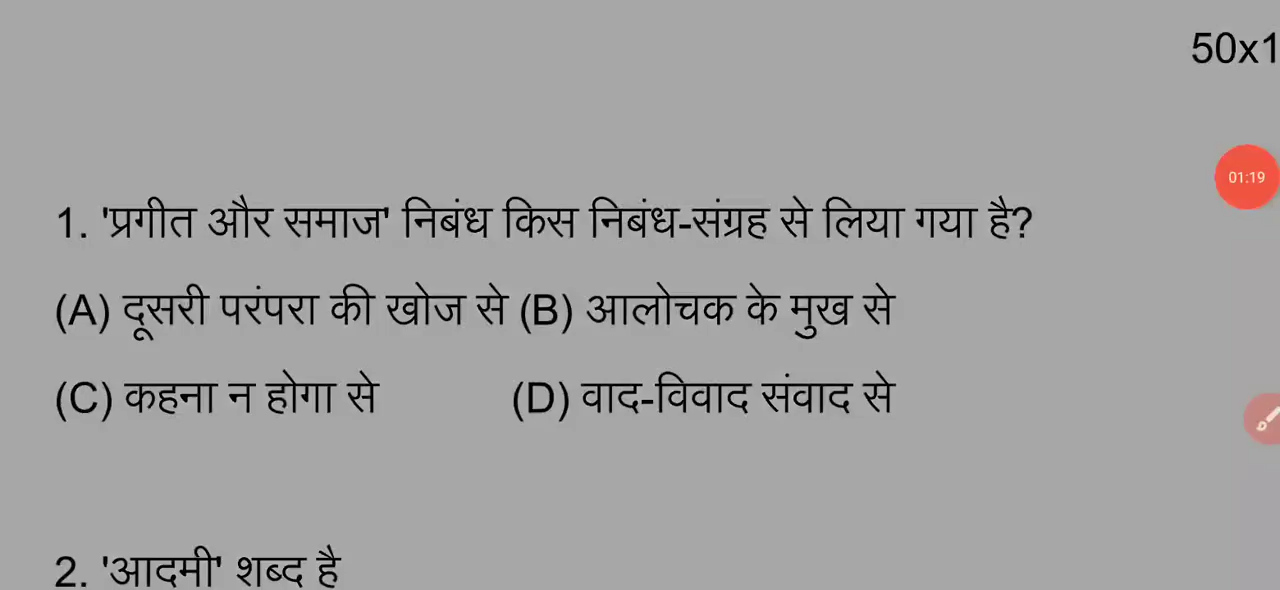 50x1
01:19
1. 'प्रगीत और समाज' निबंध किस निबंध-संग्रह से लिया गया है?
(A) दूसरी परंपरा की खोज से (B) आलोचक के मुख से
(C) कहना न होगा से (D) वाद-विवाद संवाद से
2. 'आदमी' शब्द है